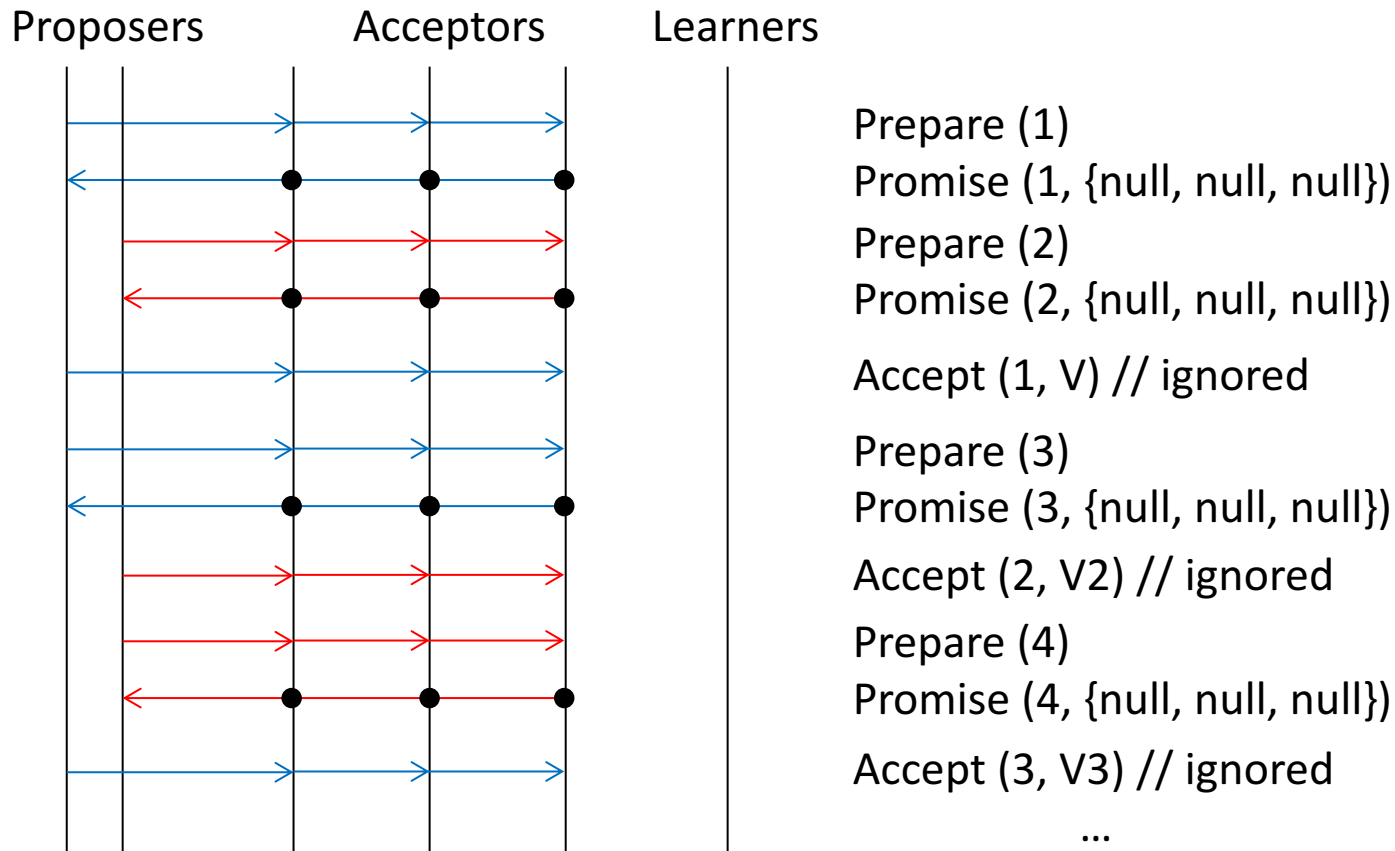 Proposers Acceptors Learners
Prepare (1)
Promise (1, {null, null, null})
Prepare (2)
Promise (2, {null, null, null})
Accept (1, V) // ignored
Prepare (3)
Promise (3, {null, null, null})
Accept (2, V2) // ignored
Prepare (4)
Promise (4, {null, null, null})
Accept (3, V3) // ignored
...